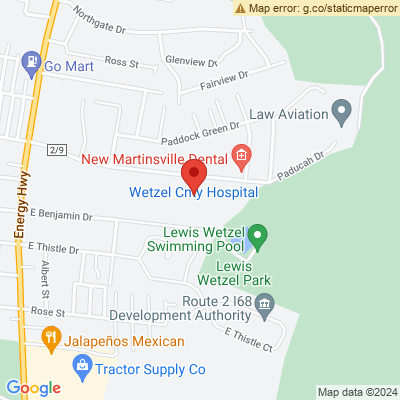 Map error: g.co/staticmaperror
Northgate Dr
Ross St
Glenview Dr
Go Mart
Fairview Dr
Law Aviation
Paddock Green Dr
2/9
New Martinsville Dental
Paducah Dr
Energy Hwy
Wetzel Cnty Hospital
E Benjamin Dr
Lewis Wetzel
Swimming Pool
E Thistle Dr
Lewis
Wetzel Park
Albert St
Route 2 I68
Development Authority
Rose St
E Thistle Ct
Jalapeños Mexican
Tractor Supply Co
Google
Map data ©2024